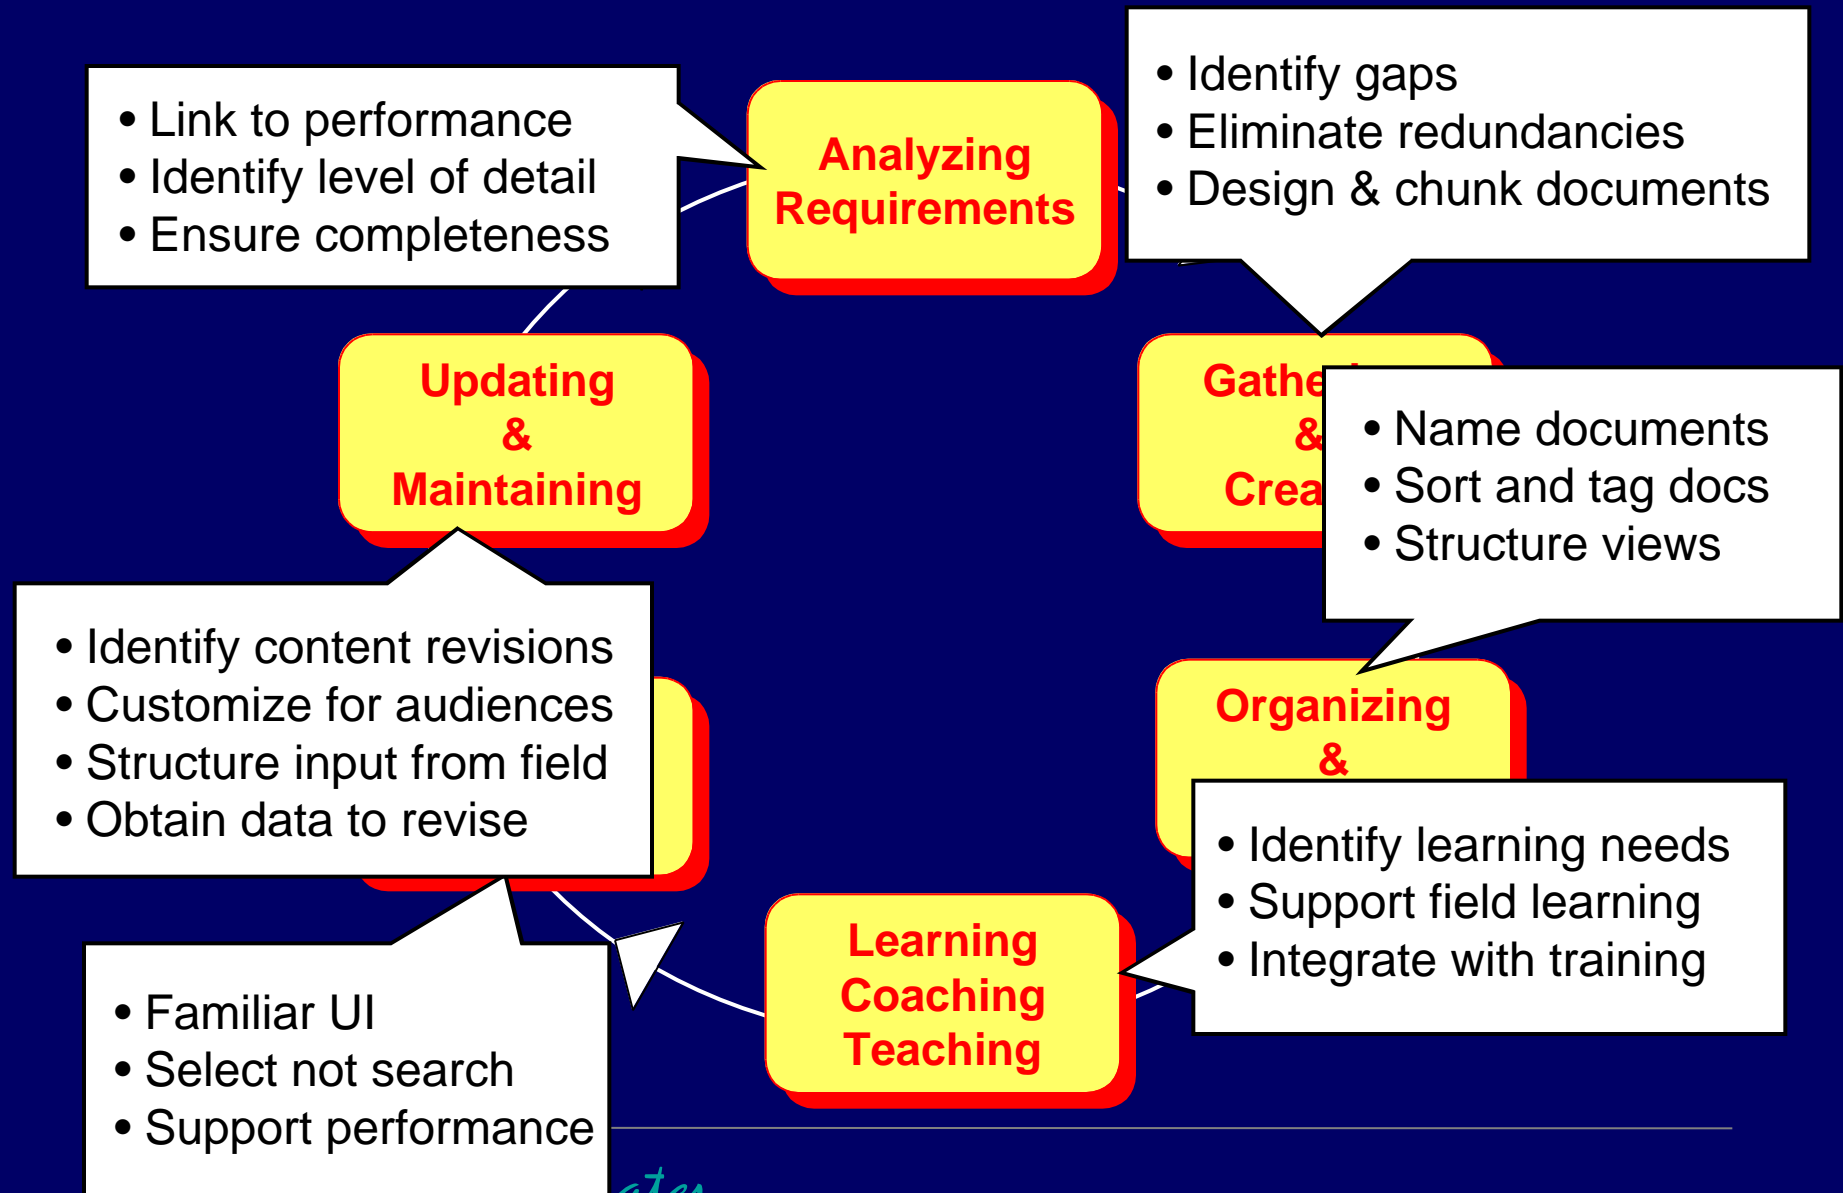 • Link to performance
• Identify level of detail
• Ensure completeness
Analyzing
Requirements
• Identify gaps
• Eliminate redundancies
• Design & chunk documents
Updating
&
Maintaining
&
• Name documents
• Sort and tag docs
• Structure views
• Identify content revisions
• Customize for audiences
• Structure input from field
• Obtain data to revise
Organizing
&
• Identify learning needs
• Support field learning
• Integrate with training
Learning
Coaching
Teaching
• Familiar UI
• Select not search
• Support performance